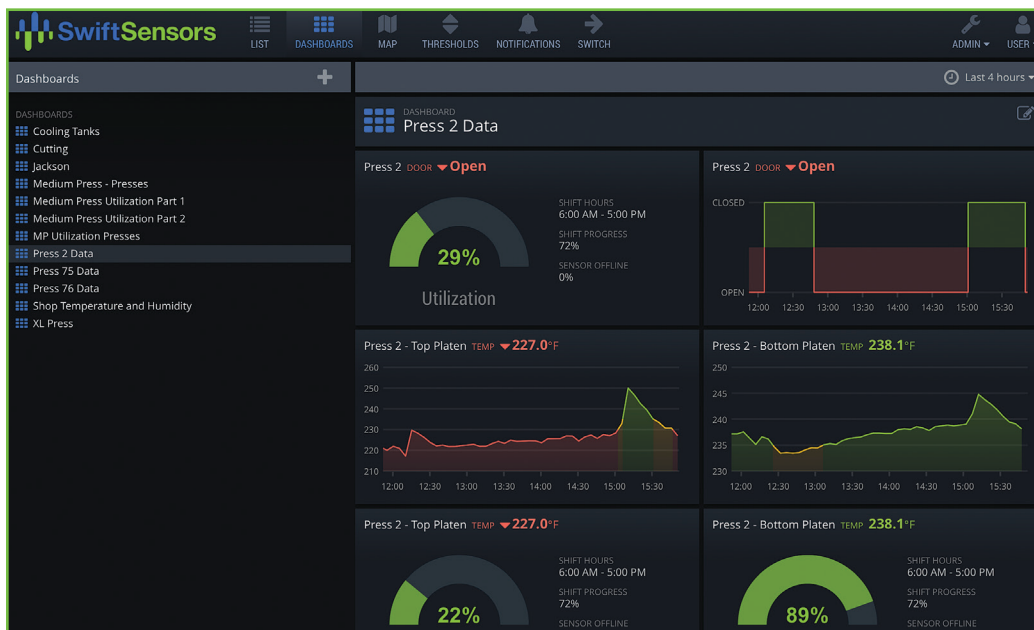 SwiftSensors
LIST DASHBOARDS MAP THRESHOLDS NOTIFICATIONS SWITCH ADMIN USER
Dashboards +
Last 4 hours
DASHBOARDS
Cooling Tanks
Cutting
Jackson
Medium Press - Presses
Medium Press Utilization Part 1
Medium Press Utilization Part 2
MP Utilization Presses
Press 2 Data
Press 75 Data
Press 76 Data
Shop Temperature and Humidity
XL Press
DASHBOARD
Press 2 Data
Press 2 DOOR Open
29%
Utilization
SHIFT HOURS
6:00 AM - 5:00 PM
SHIFT PROGRESS
72%
SENSOR OFFLINE
0%
Press 2 DOOR Open
CLOSED
OPEN
12:00 12:30 13:00 13:30 14:00 14:30 15:00 15:30
Press 2 - Top Platen TEMP 227.0°F
260
250
240
230
220
210
12:00 12:30 13:00 13:30 14:00 14:30 15:00 15:30
Press 2 - Bottom Platen TEMP 238.1°F
250
245
240
235
230
12:00 12:30 13:00 13:30 14:00 14:30 15:00 15:30
Press 2 - Top Platen TEMP 227.0°F
22%
SHIFT HOURS
6:00 AM - 5:00 PM
SHIFT PROGRESS
72%
SENSOR OFFLINE
Press 2 - Bottom Platen TEMP 238.1°F
89%
SHIFT HOURS
6:00 AM - 5:00 PM
SHIFT PROGRESS
72%
SENSOR OFFLINE